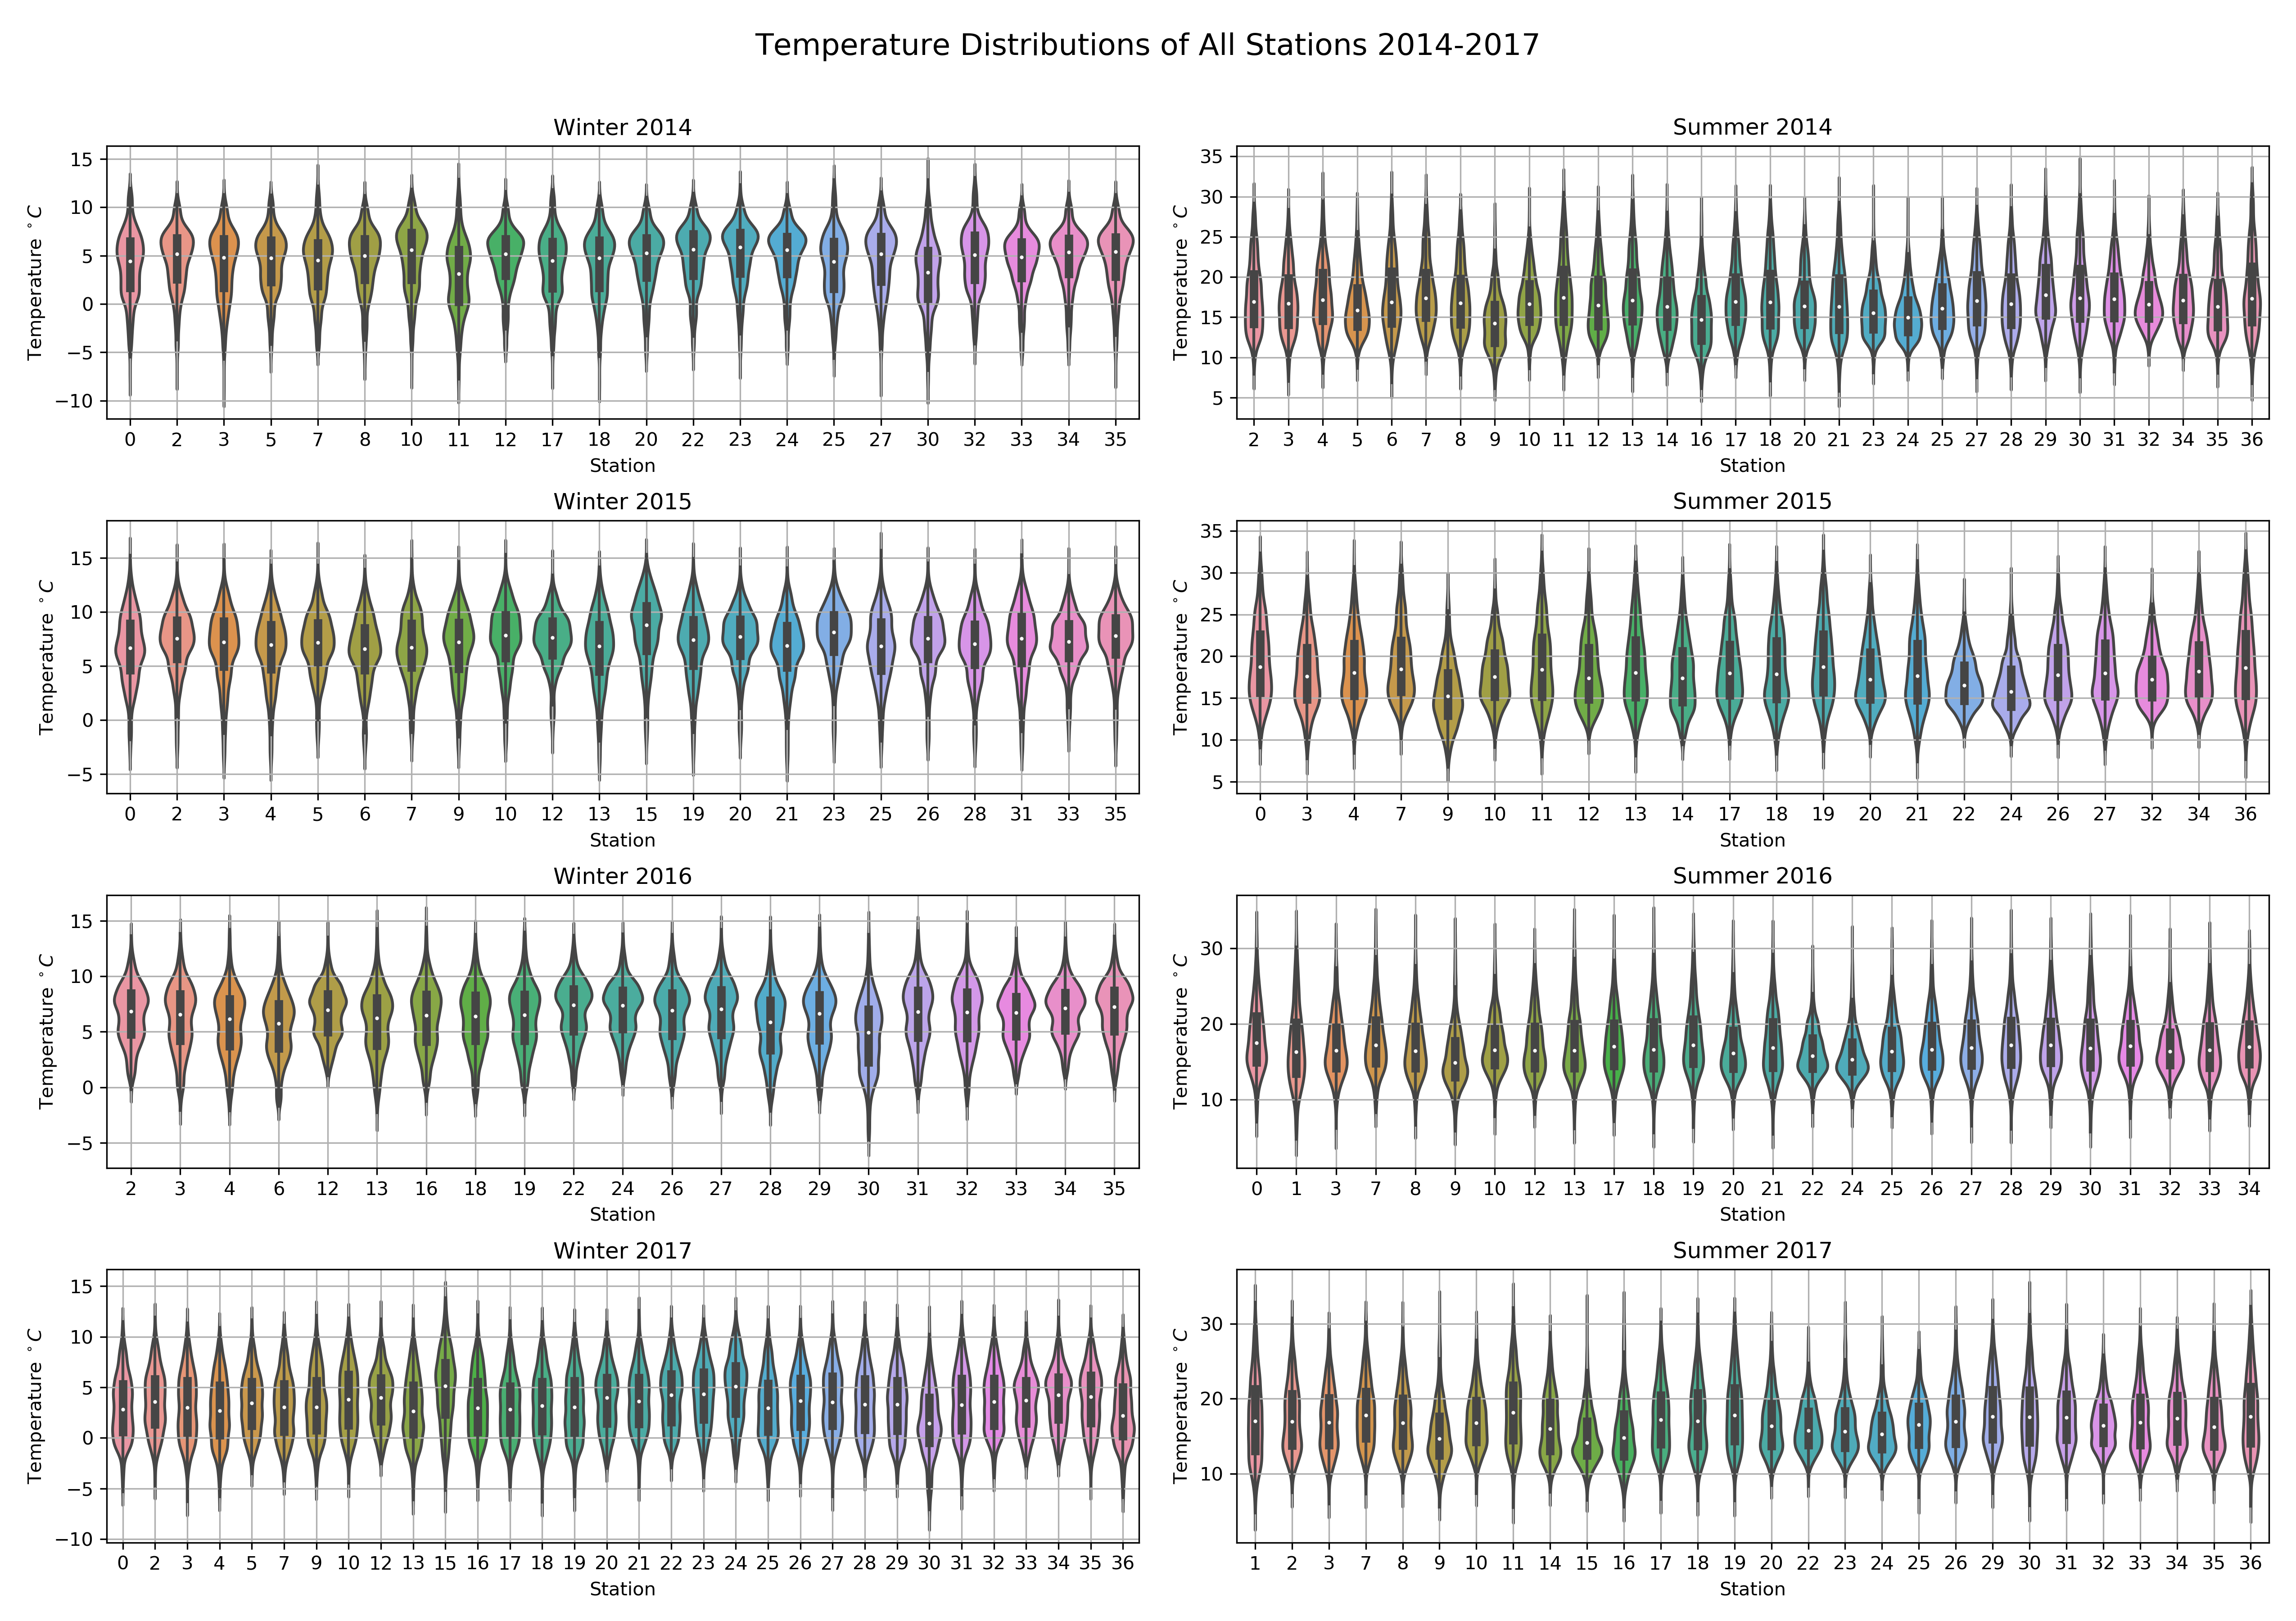 Temperature Distributions of All Stations 2014-2017
Winter 2014
Temperature °C
15
10
5
0
−5
−10
0 2 3 5 7 8 10 11 12 17 18 20 22 23 24 25 27 30 32 33 34 35
Station
Summer 2014
Temperature °C
35
30
25
20
15
10
5
2 3 4 5 6 7 8 9 10 11 12 13 14 16 17 18 20 21 23 24 25 27 28 29 30 31 32 34 35 36
Station
Winter 2015
Temperature °C
15
10
5
0
−5
0 2 3 4 5 6 7 9 10 12 13 15 19 20 21 23 25 26 28 31 33 35
Station
Summer 2015
Temperature °C
35
30
25
20
15
10
5
0 3 4 7 9 10 11 12 13 14 17 18 19 20 21 22 24 26 27 32 34 36
Station
Winter 2016
Temperature °C
15
10
5
0
−5
2 3 4 6 12 13 16 18 19 22 24 26 27 28 29 30 31 32 33 34 35
Station
Summer 2016
Temperature °C
30
20
10
0 1 3 7 8 9 10 12 13 17 18 19 20 21 22 24 25 26 27 28 29 30 31 32 33 34
Station
Winter 2017
Temperature °C
15
10
5
0
−5
−10
0 2 3 4 5 7 9 10 12 13 15 16 17 18 19 20 21 22 23 24 25 26 27 28 29 30 31 32 33 34 35 36
Station
Summer 2017
Temperature °C
30
20
10
1 2 3 7 8 9 10 11 14 15 16 17 18 19 20 22 23 24 25 26 29 30 31 32 33 34 35 36
Station